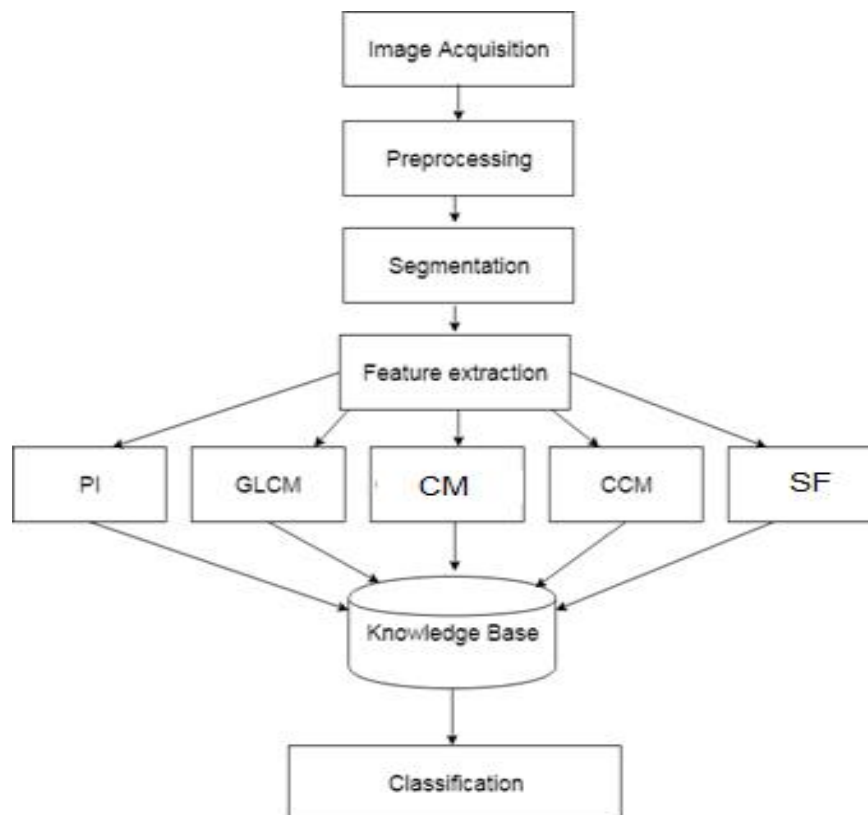 Image Acquisition
Preprocessing
Segmentation
Feature extraction
PI
GLCM
CM
CCM
SF
Knowledge Base
Classification